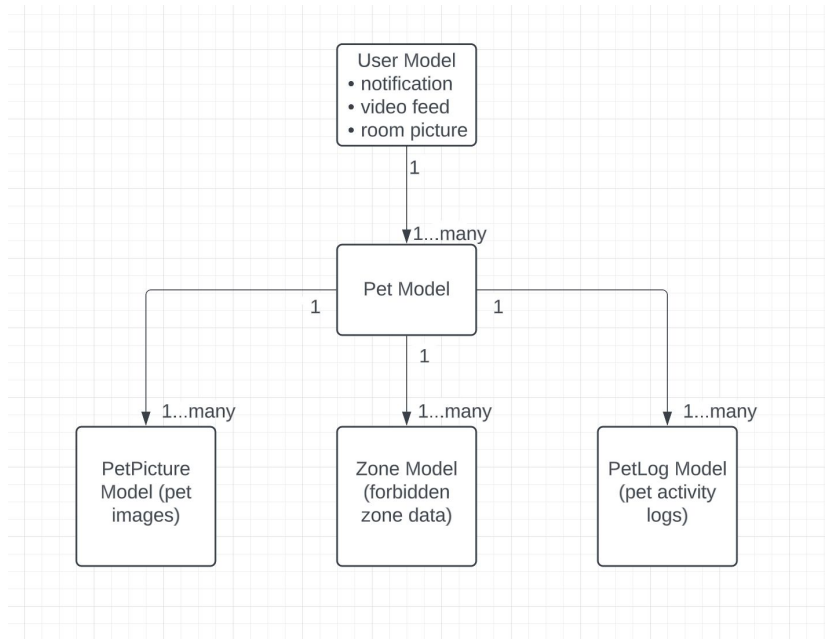 User Model
• notification
• video feed
• room picture
1
1...many
Pet Model
1
1
1
1...many
1...many
1...many
PetPicture
Model (pet
images)
Zone Model
(forbidden
zone data)
PetLog Model
(pet activity
logs)